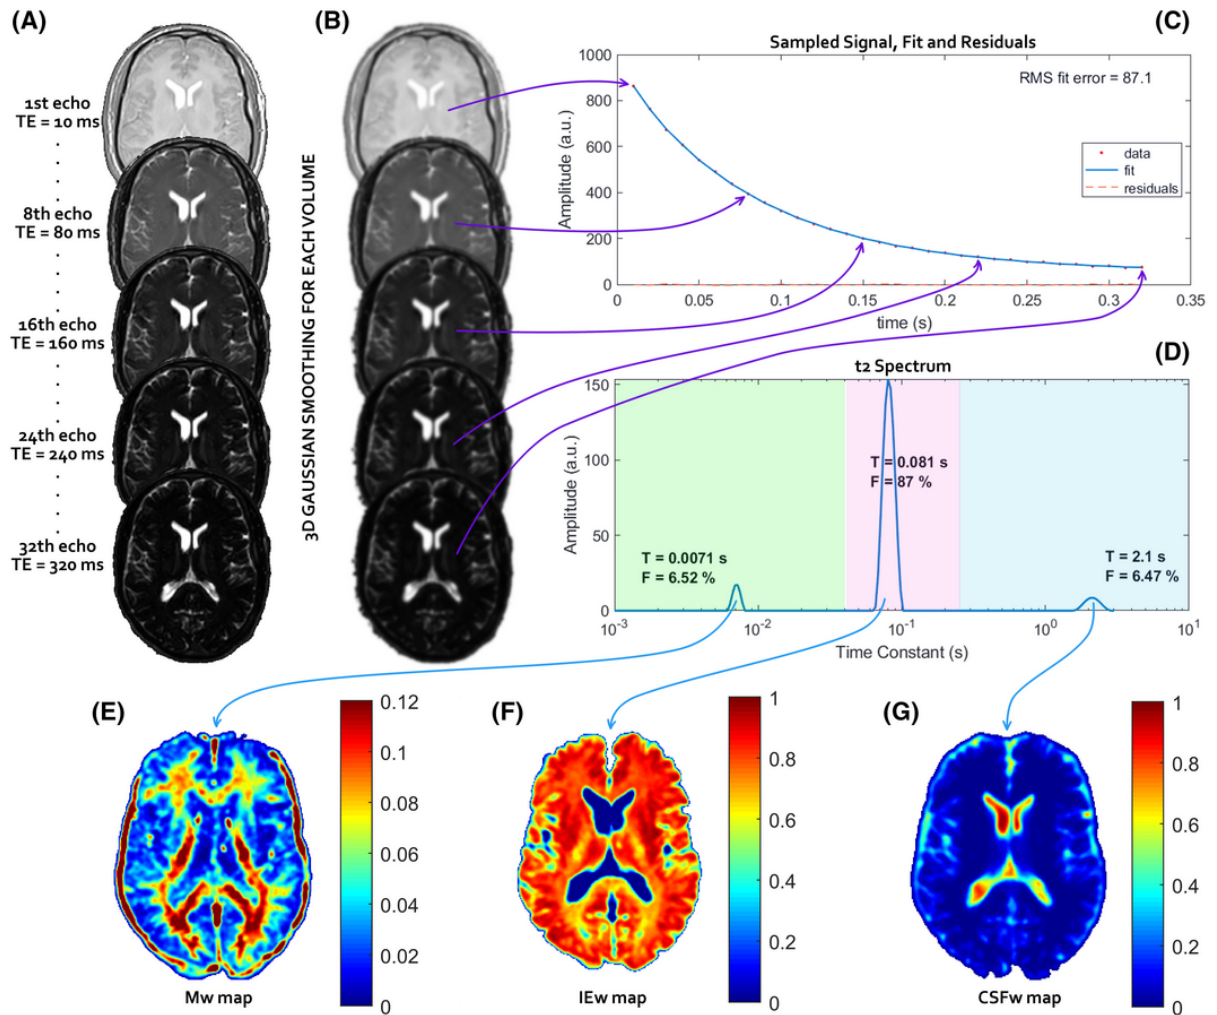 (A)
1st echo
TE = 10 ms
8th echo
TE = 80 ms
16th echo
TE = 160 ms
24th echo
TE = 240 ms
32th echo
TE = 320 ms
(B)
3D GAUSSIAN SMOOTHING FOR EACH VOLUME
(C)
Sampled Signal, Fit and Residuals
RMS fit error = 87.1
data
fit
residuals
Amplitude (a.u.)
1000
800
600
400
200
0
0 0.05 0.1 0.15 0.2 0.25 0.3 0.35
time (s)
(D)
t2 Spectrum
Amplitude (a.u.)
150
100
50
0
T = 0.0071 s
F = 6.52 %
T = 0.081 s
F = 87 %
T = 2.1 s
F = 6.47 %
10⁻³ 10⁻² 10⁻¹ 10⁰ 10¹
Time Constant (s)
(E)
0.12
0.1
0.08
0.06
0.04
0.02
0
Mw map
(F)
1
0.8
0.6
0.4
0.2
0
IEw map
(G)
1
0.8
0.6
0.4
0.2
0
CSFw map